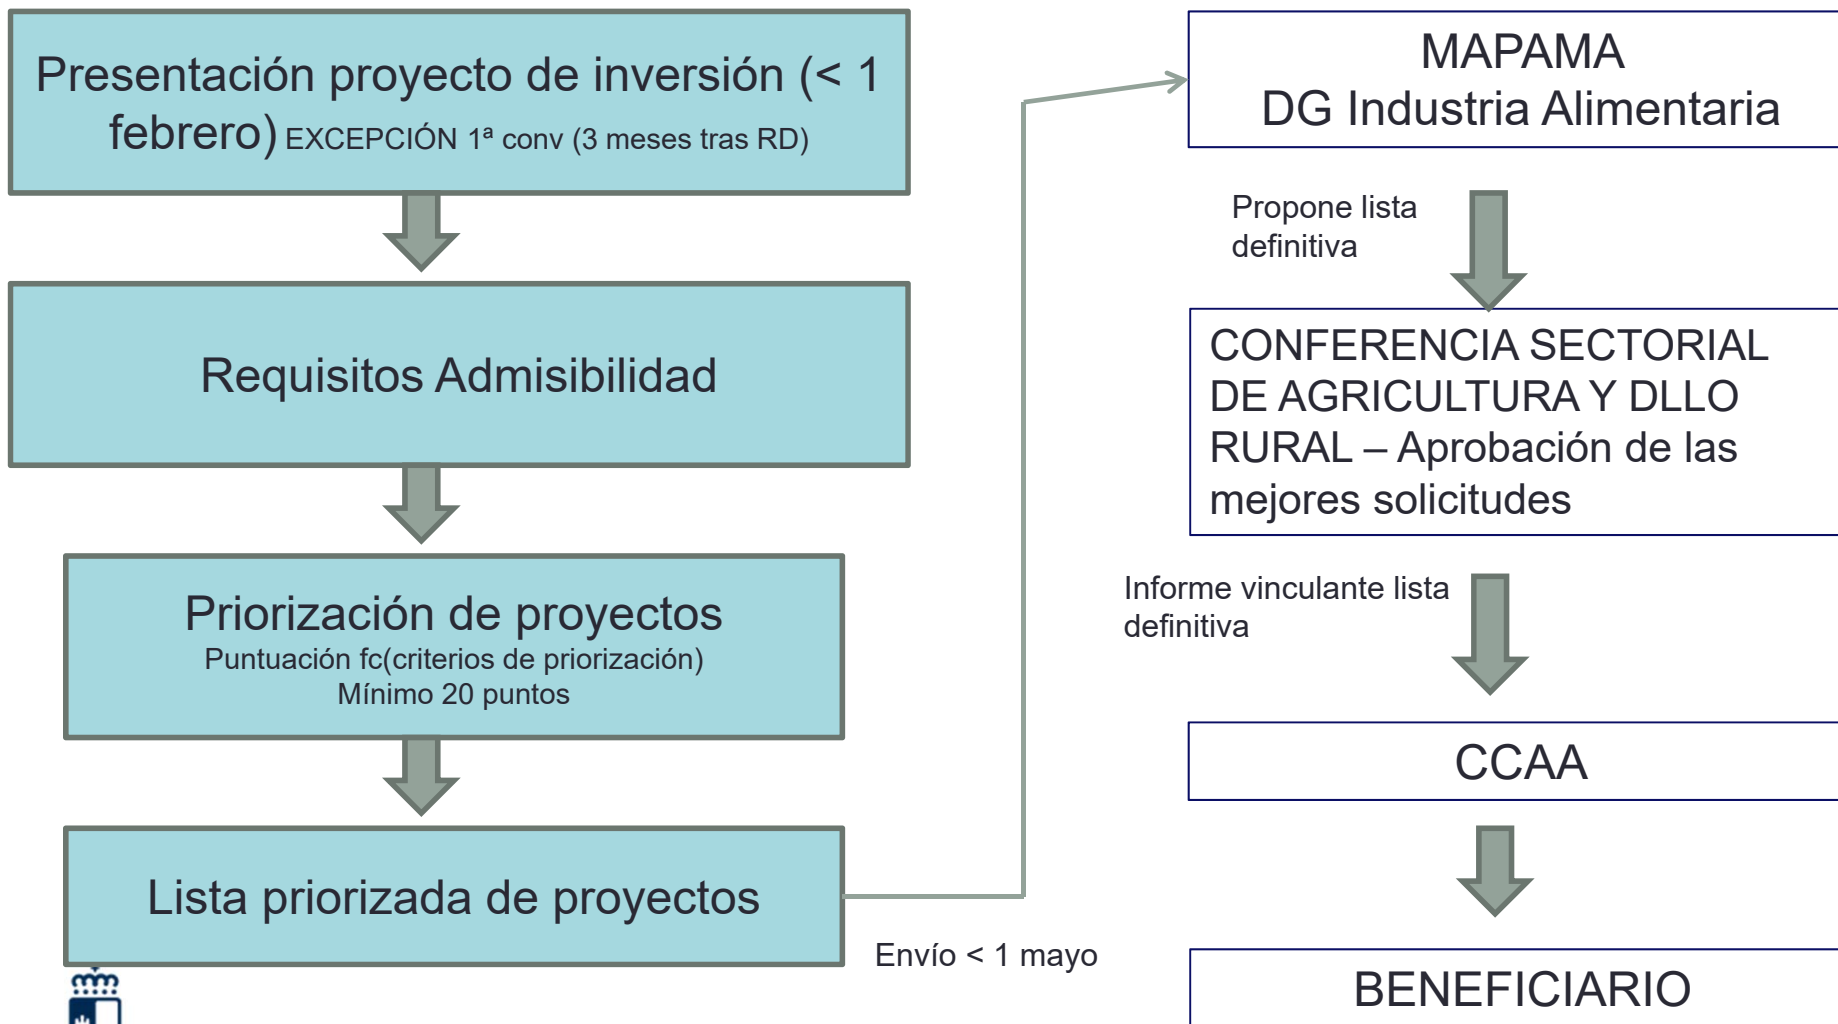 Presentación proyecto de inversión (< 1
febrero) EXCEPCIÓN 1ª conv (3 meses tras RD)
Requisitos Admisibilidad
Priorización de proyectos
Puntuación fc(criterios de priorización)
Mínimo 20 puntos
Lista priorizada de proyectos
Envío < 1 mayo
MAPAMA
DG Industria Alimentaria
Propone lista
definitiva
CONFERENCIA SECTORIAL
DE AGRICULTURA Y DLLO
RURAL – Aprobación de las
mejores solicitudes
Informe vinculante lista
definitiva
CCAA
BENEFICIARIO